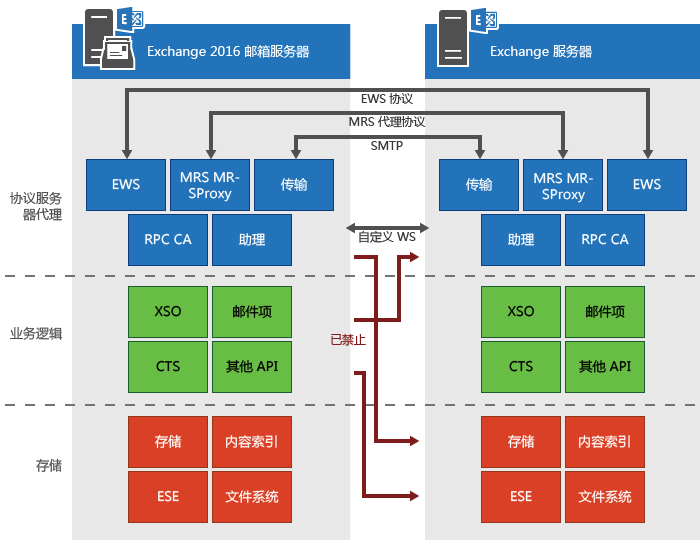 Exchange 2016 邮箱服务器
Exchange 服务器
EWS 协议
MRS 代理协议
SMTP
协议服务
器代理
EWS
MRS MR-
SProxy
传输
传输
MRS MR-
SProxy
EWS
RPC CA
助理
自定义 WS
助理
RPC CA
业务逻辑
XSO
邮件项
已禁止
XSO
邮件项
CTS
其他 API
CTS
其他 API
存储
存储
内容索引
存储
内容索引
ESE
文件系统
ESE
文件系统